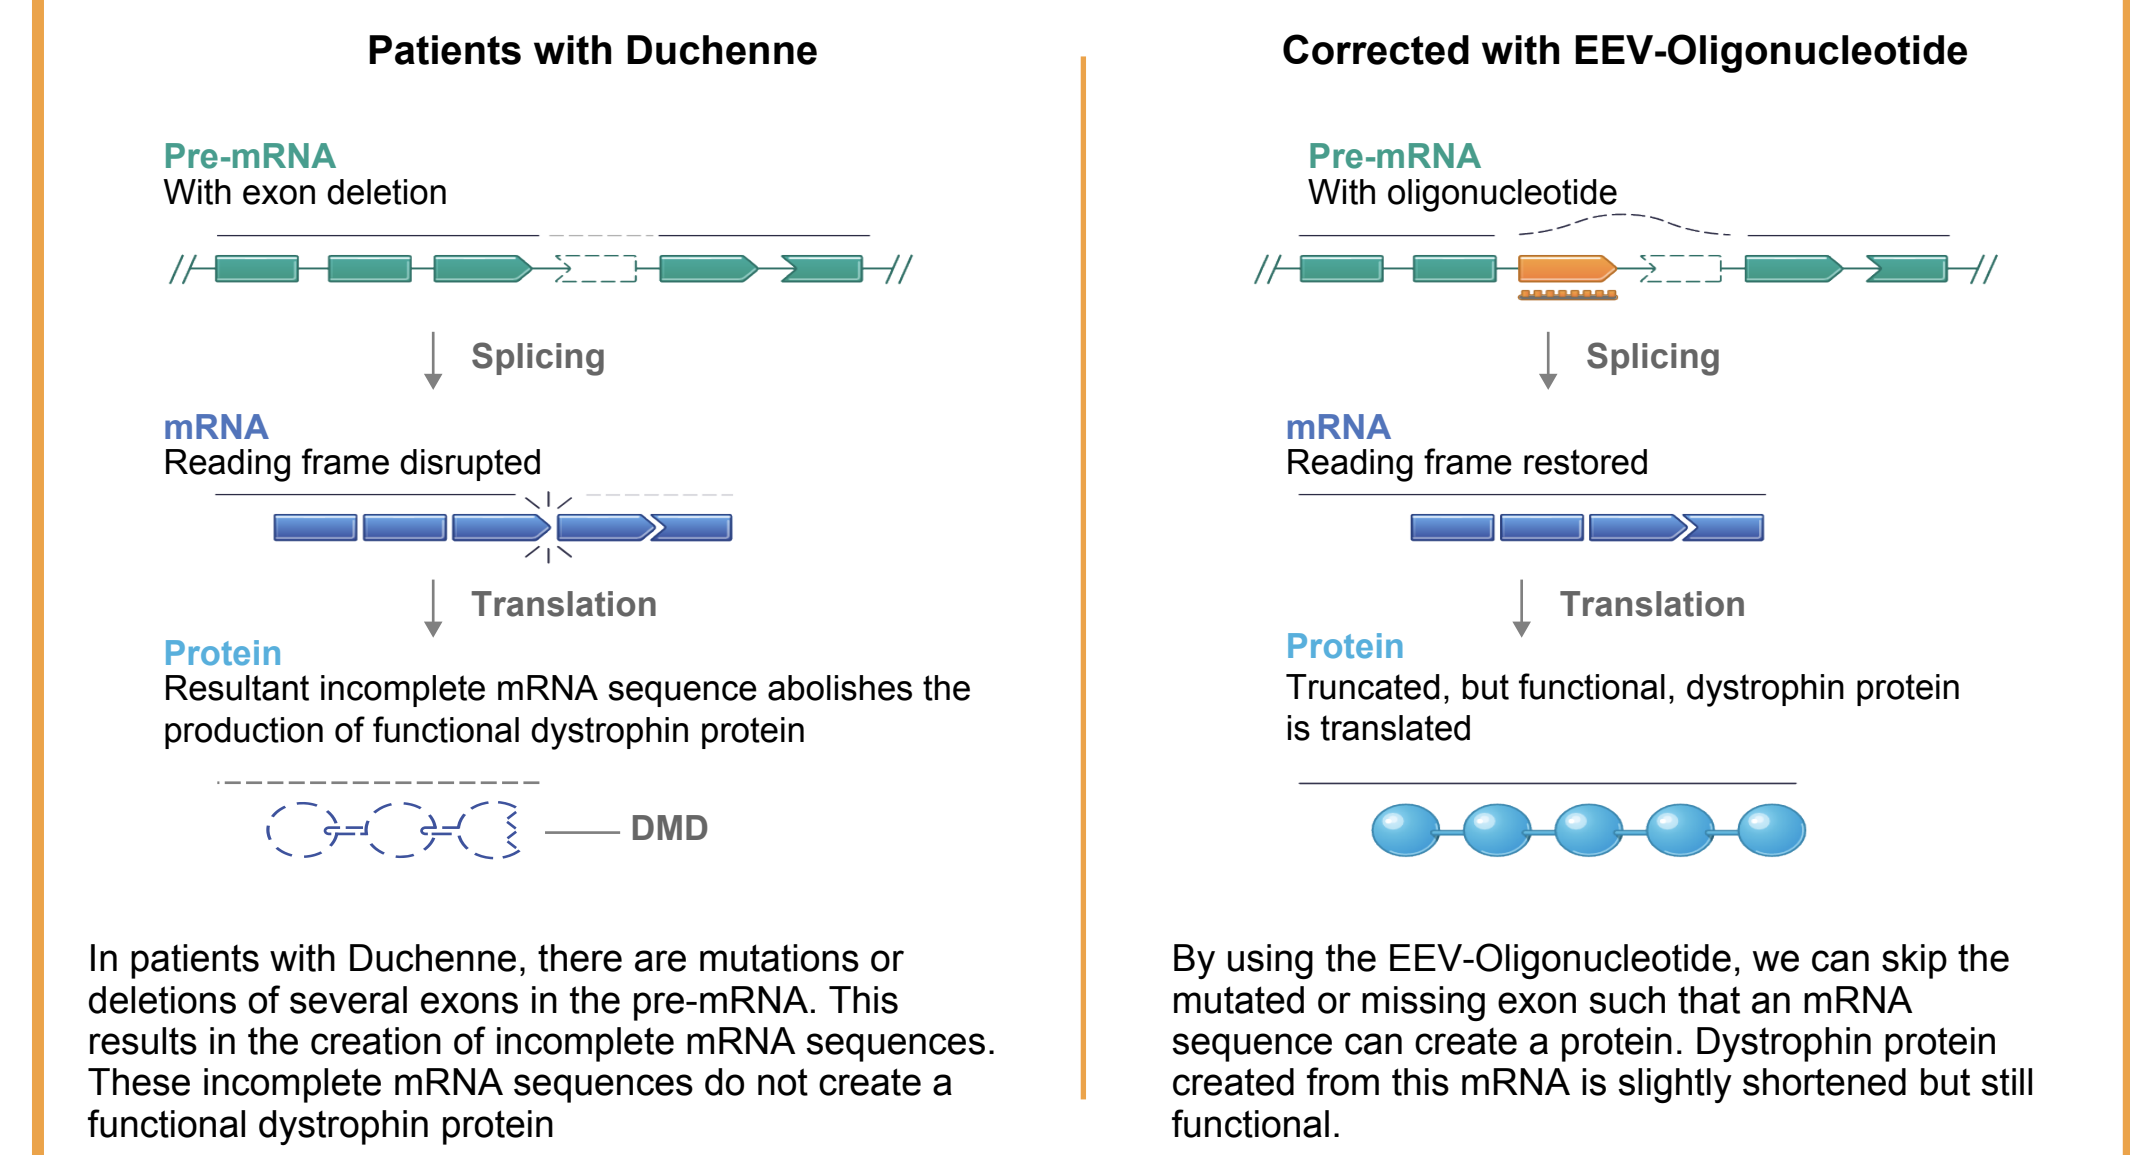 Patients with Duchenne
Pre-mRNA
With exon deletion
Splicing
mRNA
Reading frame disrupted
Translation
Protein
Resultant incomplete mRNA sequence abolishes the
production of functional dystrophin protein
DMD
In patients with Duchenne, there are mutations or
deletions of several exons in the pre-mRNA. This
results in the creation of incomplete mRNA sequences.
These incomplete mRNA sequences do not create a
functional dystrophin protein
Corrected with EEV-Oligonucleotide
Pre-mRNA
With oligonucleotide
Splicing
mRNA
Reading frame restored
Translation
Protein
Truncated, but functional, dystrophin protein
is translated
By using the EEV-Oligonucleotide, we can skip the
mutated or missing exon such that an mRNA
sequence can create a protein. Dystrophin protein
created from this mRNA is slightly shortened but still
functional.